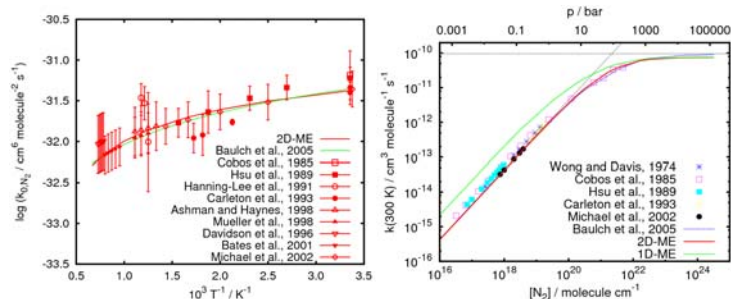 -30.5
-31.0
-31.5
-32.0
-32.5
-33.0
-33.5
log (k0,N2 / cm6 molecule-2 s-1)
2D-ME
Baulch, 2005
Cobos et al., 1985
Hsu et al., 1989
Hanning-Lee et al., 1991
Carleton et al., 1993
Ashman and Haynes, 1998
Mueller et al., 1998
Davidson et al., 1996
Bates et al., 2001
Michael et al., 2002
0.5 1.0 1.5 2.0 2.5 3.0 3.5
10^3 T-1 / K-1
p / bar
0.001 0.1 10 1000 100000
10-10
10-11
10-12
10-13
10-14
10-15
10-16
k(300 K) / cm3 molecule-1 s-1
Wong and Davis, 1974
Cobos et al., 1985
Hsu et al., 1989
Carleton et al., 1993
Michael et al., 2002
Baulch et al., 2005
2D-ME
1D-ME
10^16 10^18 10^20 10^22 10^24
[N2] / molecule cm-1